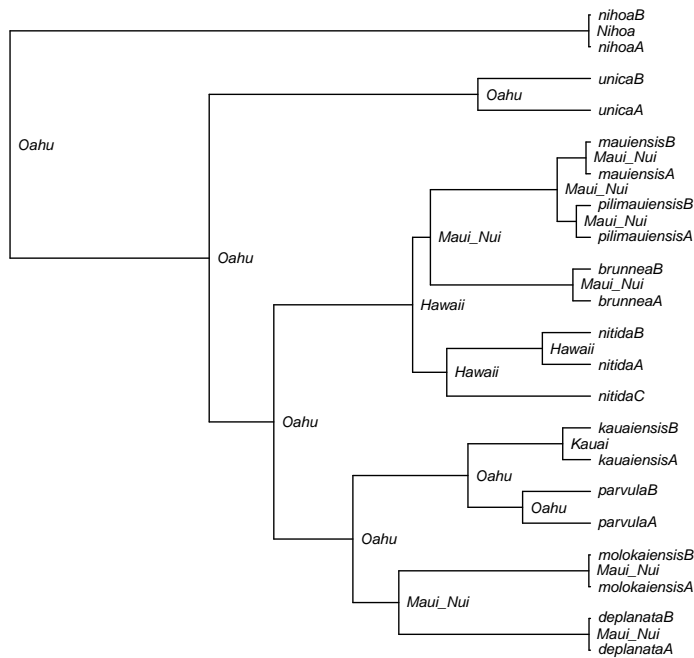 nihoaB
Nihoa
nihoaA
unicaB
Oahu
unicaA
Oahu
mauiensisB
Maui_Nui
mauiensisA
Maui_Nui
pilimauiensisB
Maui_Nui
pilimauiensisA
Maui_Nui
Oahu
brunneaB
Maui_Nui
brunneaA
Hawaii
nitidaB
Hawaii
nitidaA
Hawaii
nitidaC
Oahu
kauaiensisB
Kauai
kauaiensisA
Oahu
parvulaB
Oahu
parvulaA
Oahu
molokaiensisB
Maui_Nui
molokaiensisA
Maui_Nui
deplanataB
Maui_Nui
deplanataA